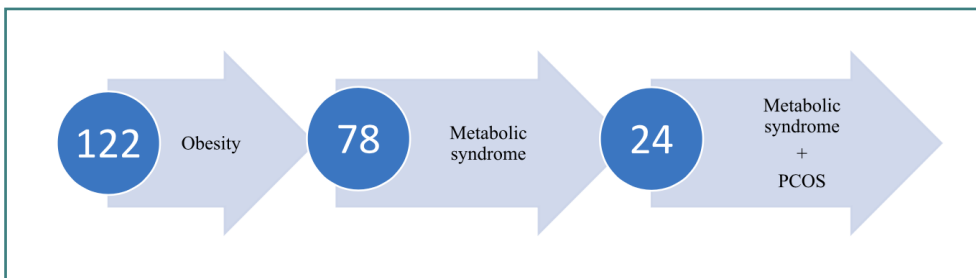 122
Obesity
78
Metabolic
syndrome
24
Metabolic
syndrome
+
PCOS